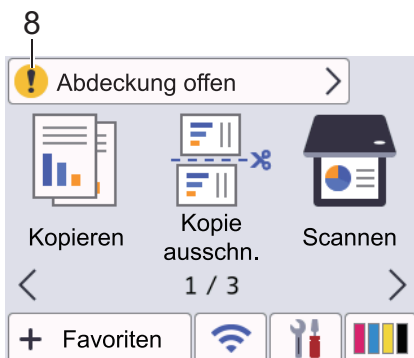 8
Abdeckung offen
Kopieren
Kopie
ausschn.
Scannen
1 / 3
+ Favoriten